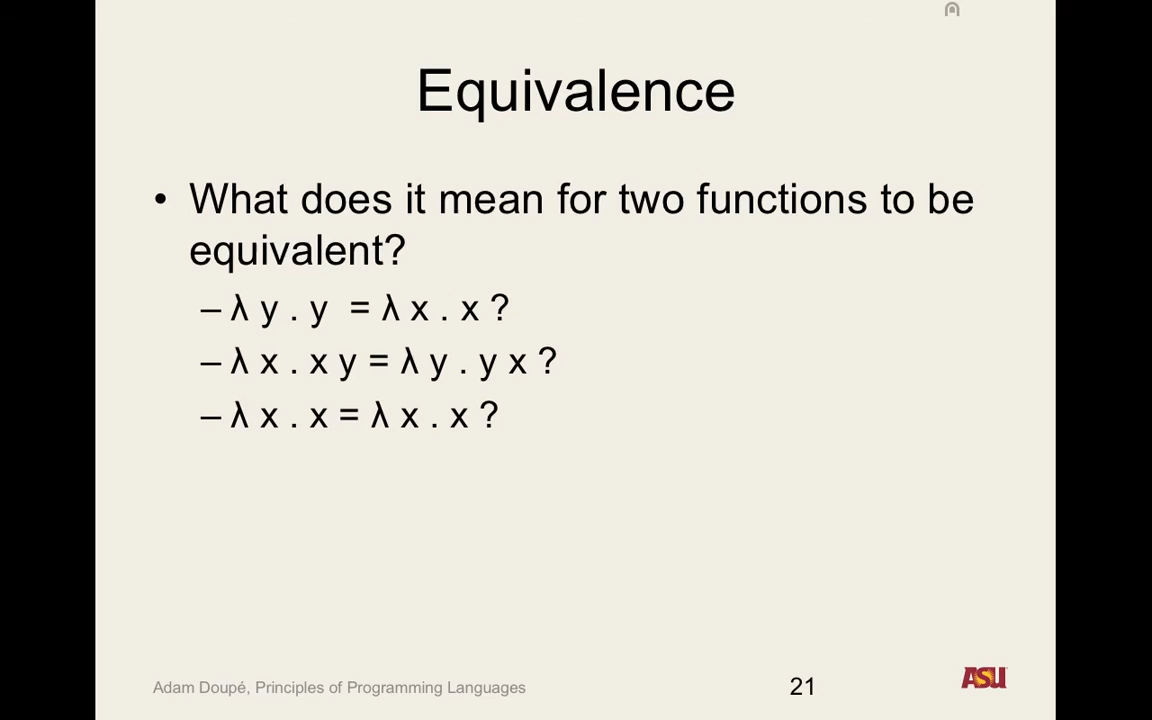 Equivalence
• What does it mean for two functions to be
equivalent?
– λ y . y = λ x . x ?
– λ x . x y = λ y . y x ?
– λ x . x = λ x . x ?
Adam Doupé, Principles of Programming Languages
21
ASU